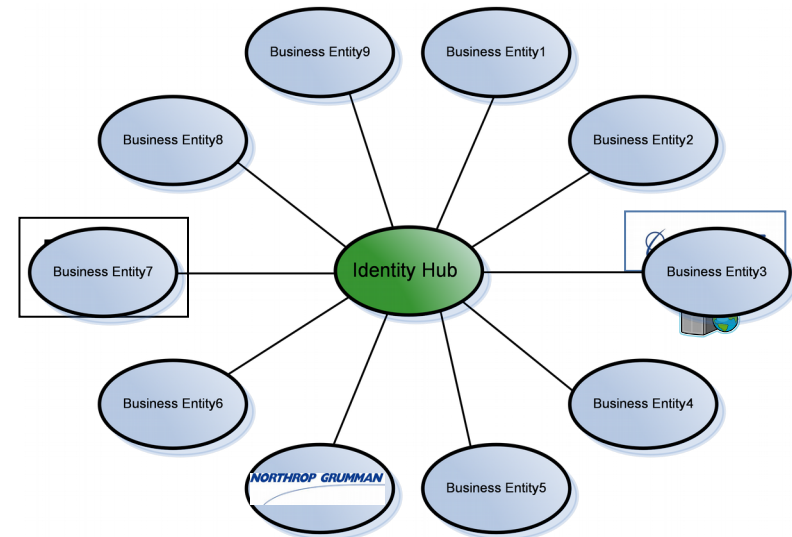 Business Entity9
Business Entity1
Business Entity8
Business Entity2
Business Entity7
Identity Hub
Business Entity3
Business Entity6
Business Entity4
NORTHROP GRUMMAN
Business Entity5